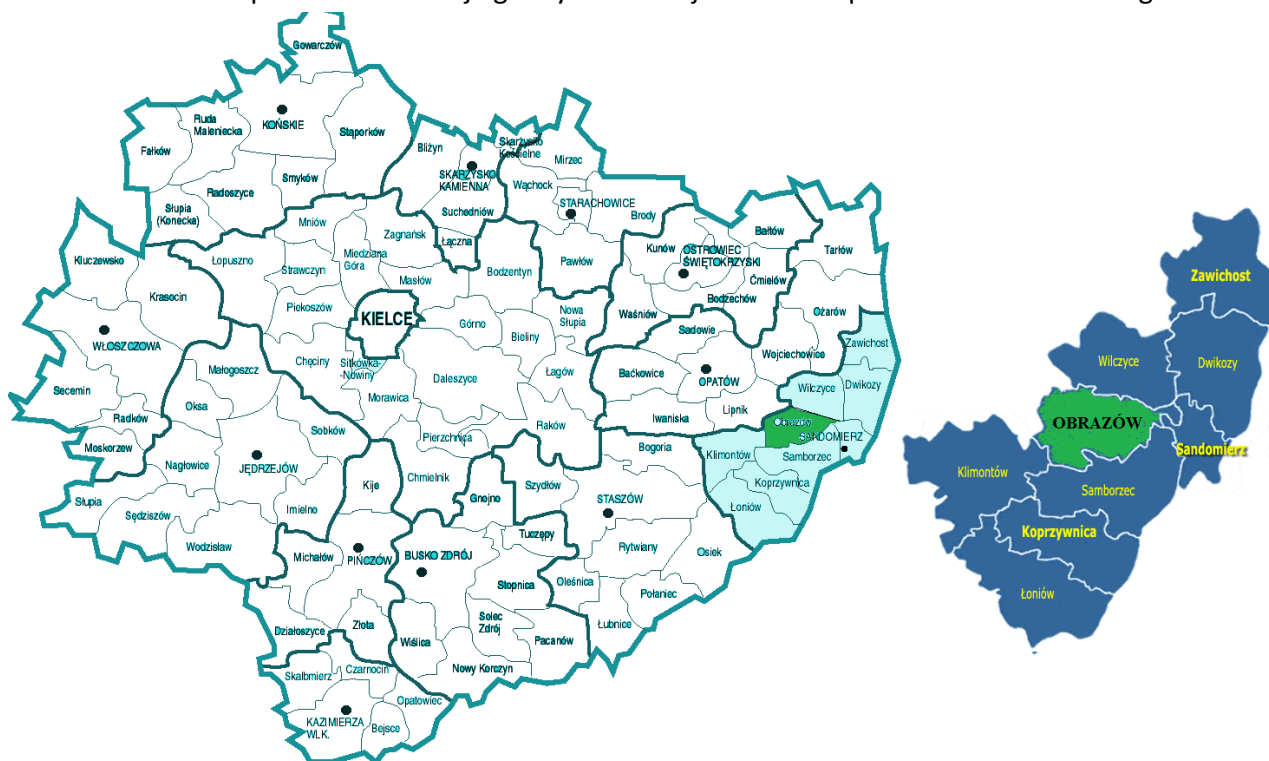 Gowarczów
Ruda
Maleniecka
KOŃSKIE
Stąporków
Fałków
Smyków
Radoszyce
Słupia
(Konecka)
Bliżyn
Skarżysko
Kościelne
Mirzec
SKARŻYSKO
KAMIENNA
Wąchock
STARACHOWICE
Suchedniów
Brody
Łączna
Mniów
Zagnańsk
Kluczewsko
Łopuszno
Strawczyn
Miedziana
Góra
Masłów
Bodzentyn
Pawłów
Kunów
OSTROWIEC
ŚWIĘTOKRZYSKI
Bałtów
Tarłów
Ćmielów
Bodzechów
Krasocin
Piekoszów
KIELCE
Górno
Bieliny
Nowa
Słupia
Waśniów
Sadowie
Ożarów
WŁOSZCZOWA
Chęciny
Sitkówka-
Nowiny
Daleszyce
Łagów
Baćkowice
OPATÓW
Wojciechowice
Zawichost
Małogoszcz
Secemin
Oksa
Morawica
Wilczyce
Dwikozy
Radków
Sobków
Pierzchnica
Raków
Iwaniska
Lipnik
Obrazów
SANDOMIERZ
Moskorzew
Nagłowice
JĘDRZEJÓW
Bogoria
Klimontów
Samborzec
Kije
Chmielnik
Gnojno
Szydłów
STASZÓW
Koprzywnica
Słupia
Sędziszów
Imielno
Łoniów
Wodzisław
Michałów
PIŃCZÓW
BUSKO ZDRÓJ
Tuczępy
Rytwiany
Osiek
Stopnica
Oleśnica
Połaniec
Działoszyce
Złota
Wiślica
Solec
Zdrój
Pacanów
Łubnice
Skalbmierz
Czarnocin
Nowy Korczyn
Opatowiec
KAZIMIERZA
WLK.
Bejsce
Zawichost
Wilczyce
Dwikozy
OBRAZÓW
Sandomierz
Klimontów
Samborzec
Koprzywnica
Łoniów